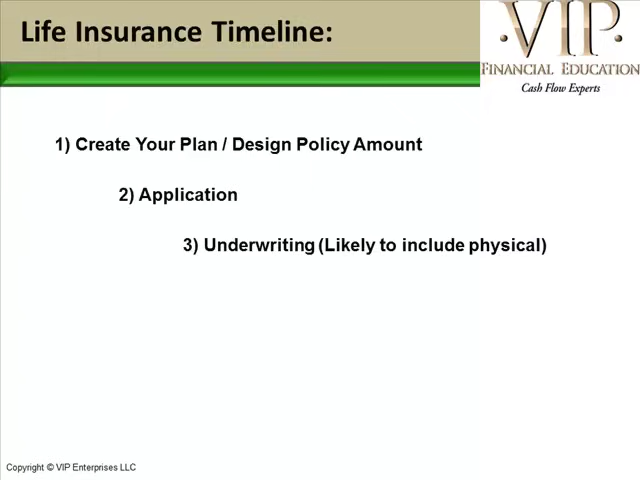 Life Insurance Timeline:
·VIP·
FINANCIAL EDUCATION
Cash Flow Experts
1) Create Your Plan / Design Policy Amount
2) Application
3) Underwriting (Likely to include physical)
Copyright © VIP Enterprises LLC